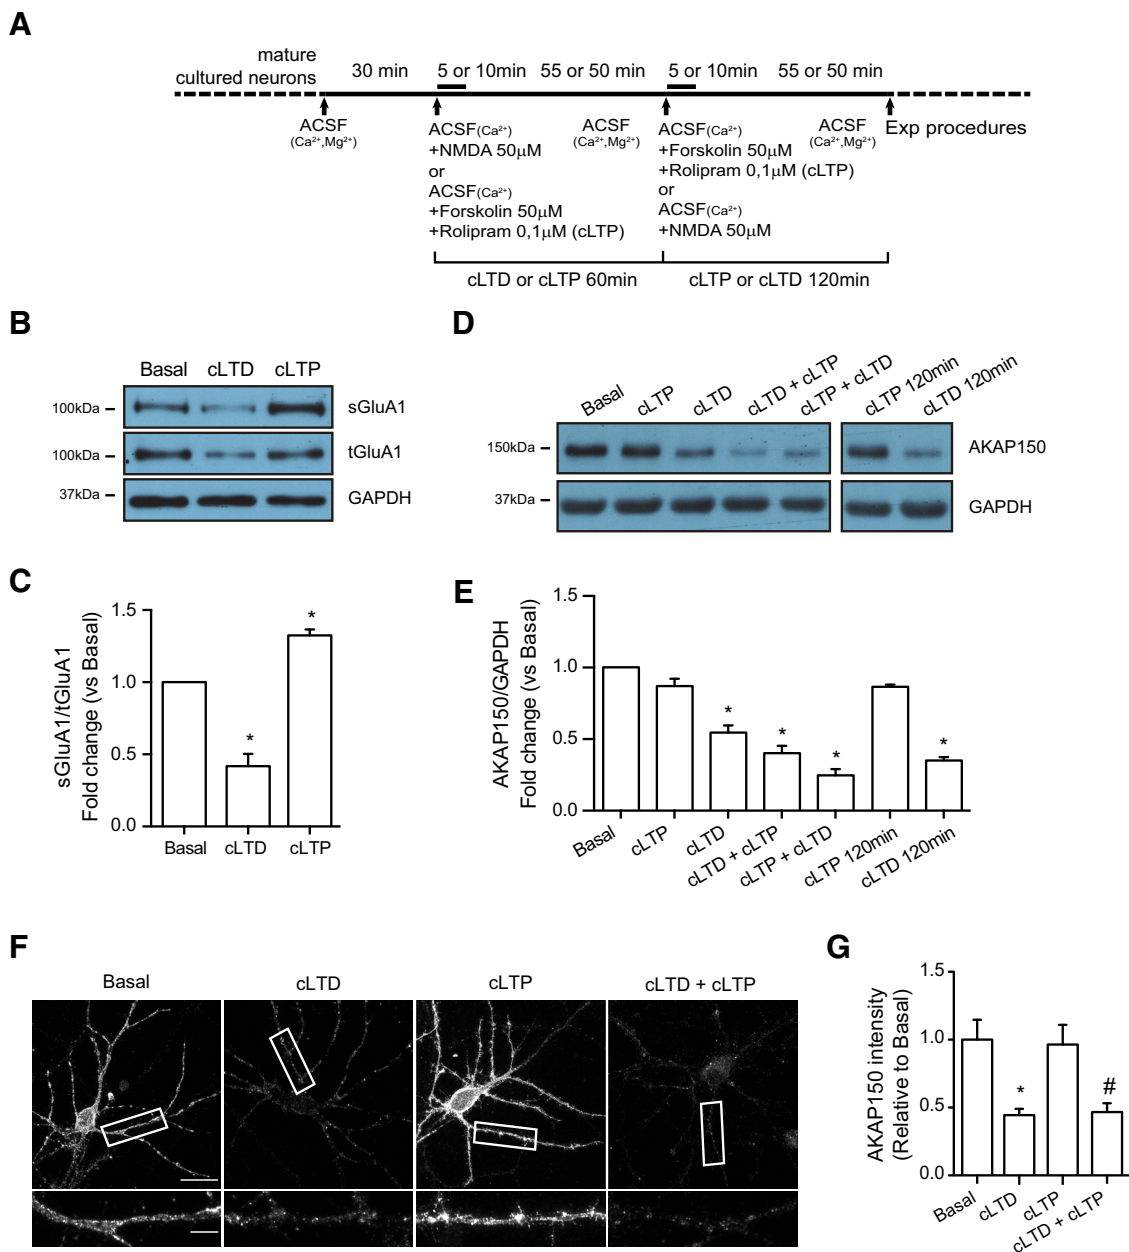 A
mature
cultured neurons
30 min
5 or 10min
55 or 50 min
5 or 10min
55 or 50 min
ACSF
(Ca²⁺,Mg²⁺)
ACSF(Ca²⁺)
+NMDA 50μM
or
ACSF(Ca²⁺)
+Forskolin 50μM
+Rolipram 0,1μM (cLTP)
ACSF
(Ca²⁺,Mg²⁺)
ACSF(Ca²⁺)
+Forskolin 50μM
+Rolipram 0,1μM (cLTP)
or
ACSF(Ca²⁺)
+NMDA 50μM
ACSF
(Ca²⁺,Mg²⁺)
Exp procedures
cLTD or cLTP 60min
cLTP or cLTD 120min
B
Basal
cLTD
cLTP
100kDa
sGluA1
100kDa
tGluA1
37kDa
GAPDH
C
sGluA1/tGluA1
Fold change (vs Basal)
1.5
1.0
0.5
0.0
*
*
Basal
cLTD
cLTP
D
Basal
cLTP
cLTD
cLTD + cLTP
cLTP + cLTD
cLTP 120min
cLTD 120min
150kDa
AKAP150
37kDa
GAPDH
E
AKAP150/GAPDH
Fold change (vs Basal)
1.5
1.0
0.5
0.0
*
*
*
*
Basal
cLTP
cLTD
cLTD + cLTP
cLTP + cLTD
cLTP 120min
cLTD 120min
F
Basal
cLTD
cLTP
cLTD + cLTP
G
AKAP150 intensity
(Relative to Basal)
1.5
1.0
0.5
0.0
*
#
Basal
cLTD
cLTP
cLTD + cLTP